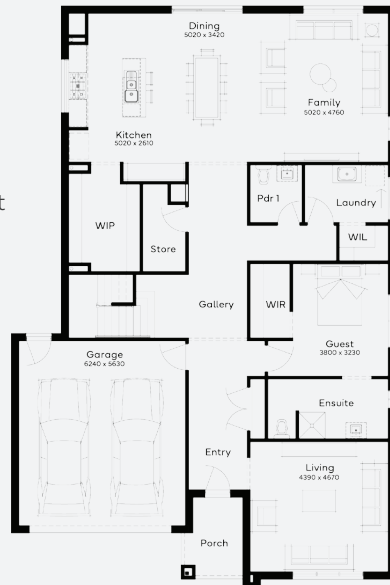 Dining
5020 x 3420
Family
5020 x 4760
Kitchen
5020 x 2610
t
Pdr 1
Laundry
WIP
Store
WIL
Gallery
WIR
Guest
3800 x 3230
Garage
6240 x 5630
Ensuite
Entry
Living
4390 x 4670
Porch